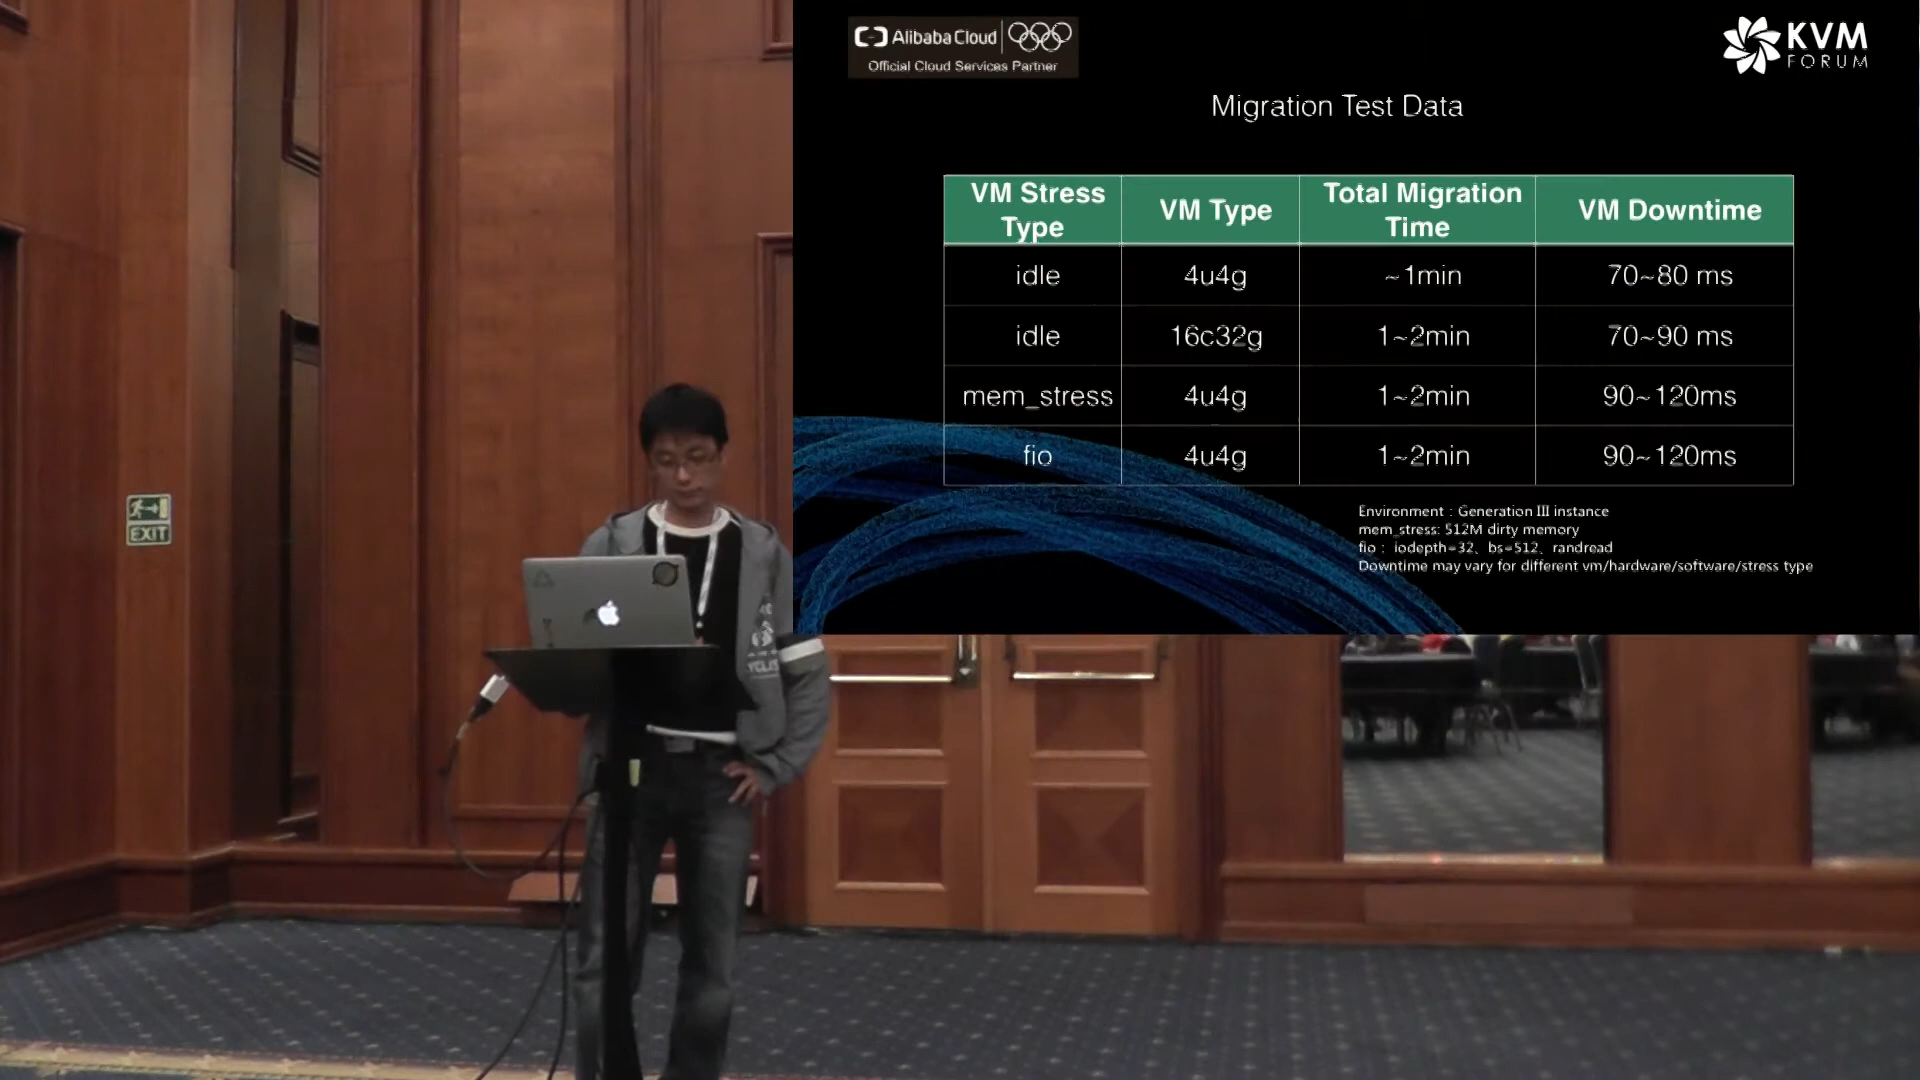 Alibaba Cloud
Official Cloud Services Partner
KVM
FORUM
Migration Test Data
VM Stress Type | VM Type | Total Migration Time | VM Downtime
idle | 4u4g | ~1min | 70~80 ms
idle | 16c32g | 1~2min | 70~90 ms
mem_stress | 4u4g | 1~2min | 90~120ms
fio | 4u4g | 1~2min | 90~120ms
Environment : Generation III instance
mem_stress: 512M dirty memory
fio : iodepth=32、bs=512、randread
Downtime may vary for different vm/hardware/software/stress type
EXIT